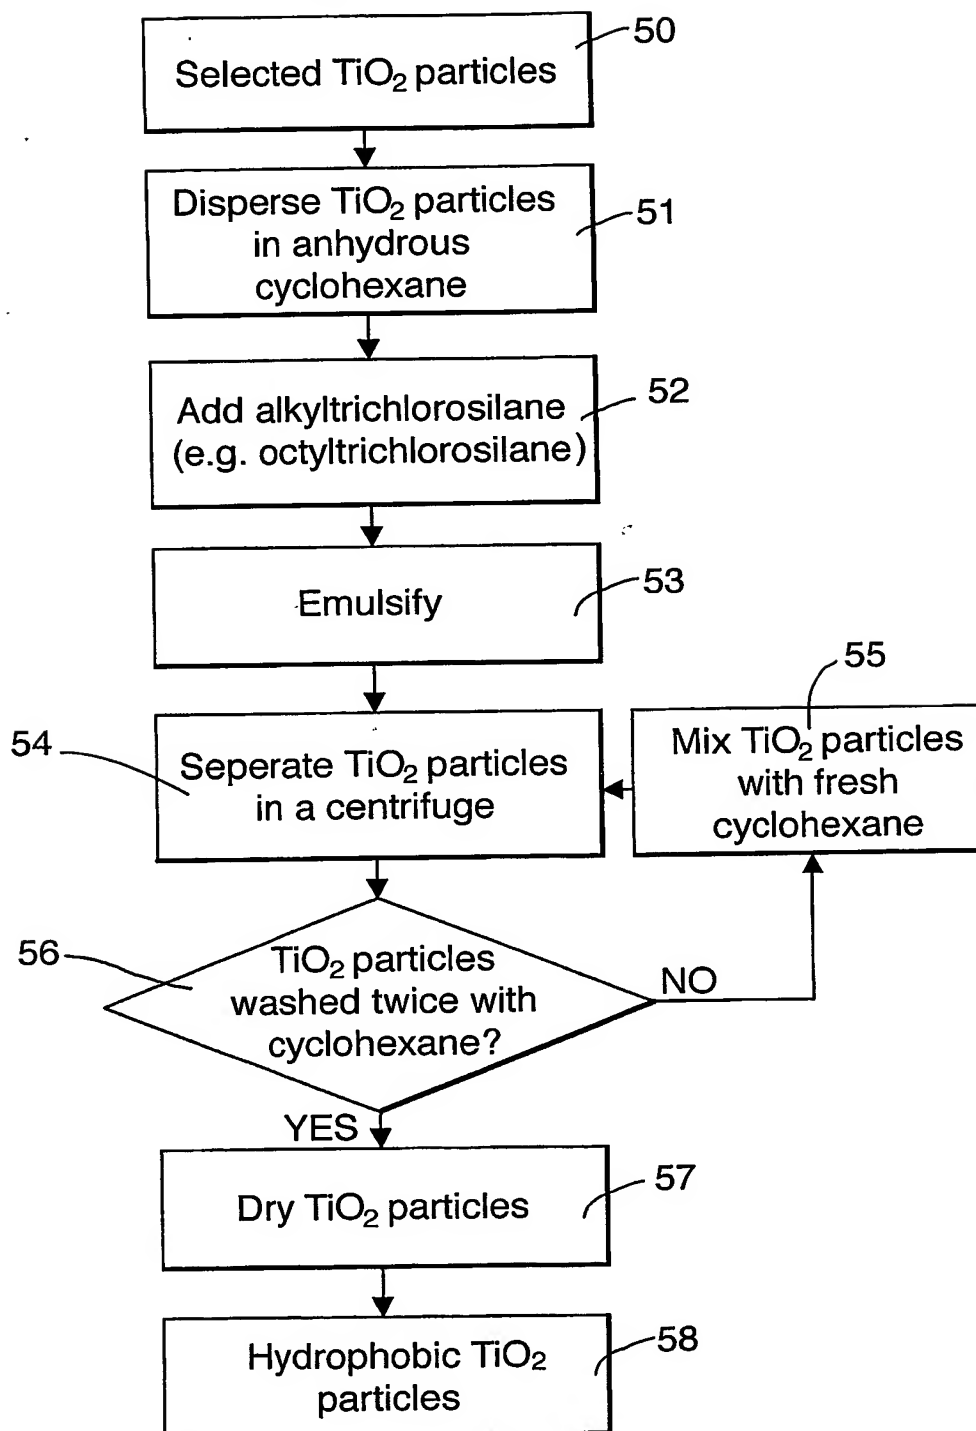 50
Selected TiO₂ particles
Disperse TiO₂ particles
in anhydrous
cyclohexane
51
Add alkyltrichlorosilane
(e.g. octyltrichlorosilane)
52
Emulsify
53
54
Seperate TiO₂ particles
in a centrifuge
55
Mix TiO₂ particles
with fresh
cyclohexane
56
TiO₂ particles
washed twice with
cyclohexane?
NO
YES
Dry TiO₂ particles
57
Hydrophobic TiO₂
particles
58